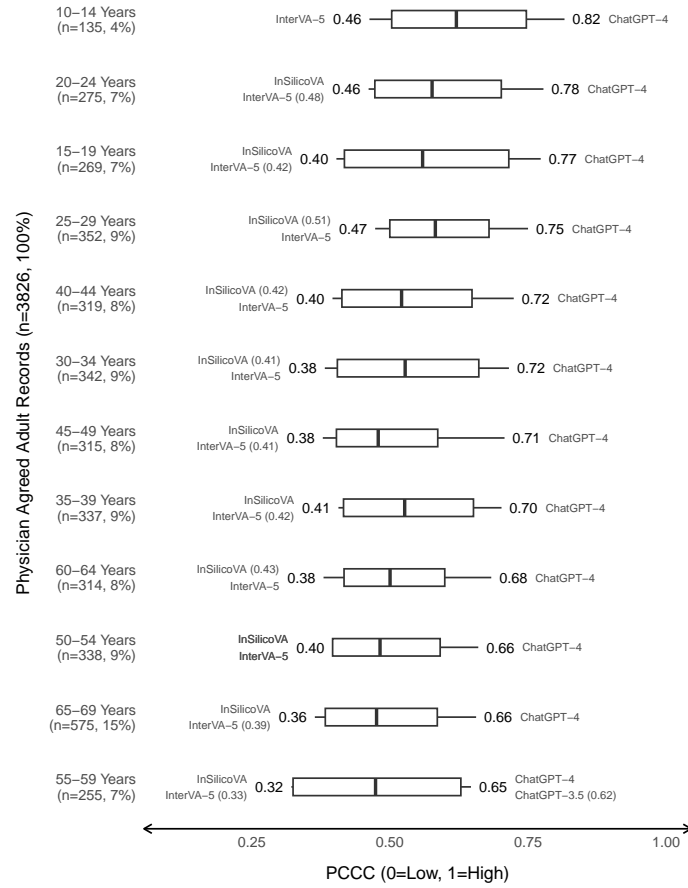 10–14 Years
(n=135, 4%)
InterVA–5 0.46
0.82 ChatGPT–4
20–24 Years
(n=275, 7%)
InSilicoVA
InterVA–5 (0.48)
0.46
0.78 ChatGPT–4
15–19 Years
(n=269, 7%)
InSilicoVA
InterVA–5 (0.42)
0.40
0.77 ChatGPT–4
25–29 Years
(n=352, 9%)
InSilicoVA (0.51)
InterVA–5
0.47
0.75 ChatGPT–4
40–44 Years
(n=319, 8%)
InSilicoVA (0.42)
InterVA–5
0.40
0.72 ChatGPT–4
30–34 Years
(n=342, 9%)
InSilicoVA (0.41)
InterVA–5
0.38
0.72 ChatGPT–4
45–49 Years
(n=315, 8%)
InSilicoVA
InterVA–5 (0.41)
0.38
0.71 ChatGPT–4
35–39 Years
(n=337, 9%)
InSilicoVA
InterVA–5 (0.42)
0.41
0.70 ChatGPT–4
60–64 Years
(n=314, 8%)
InSilicoVA (0.43)
InterVA–5
0.38
0.68 ChatGPT–4
50–54 Years
(n=338, 9%)
InSilicoVA
InterVA–5
0.40
0.66 ChatGPT–4
65–69 Years
(n=575, 15%)
InSilicoVA
InterVA–5 (0.39)
0.36
0.66 ChatGPT–4
55–59 Years
(n=255, 7%)
InSilicoVA
InterVA–5 (0.33)
0.32
0.65
ChatGPT–4
ChatGPT–3.5 (0.62)
Physician Agreed Adult Records (n=3826, 100%)
0.25 0.50 0.75 1.00
PCCC (0=Low, 1=High)